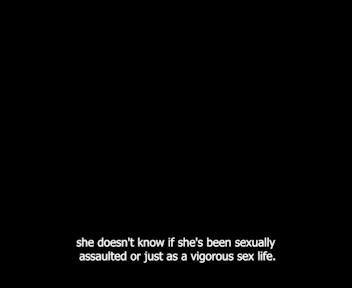 she doesn't know if she's been sexually
assaulted or just as a vigorous sex life.